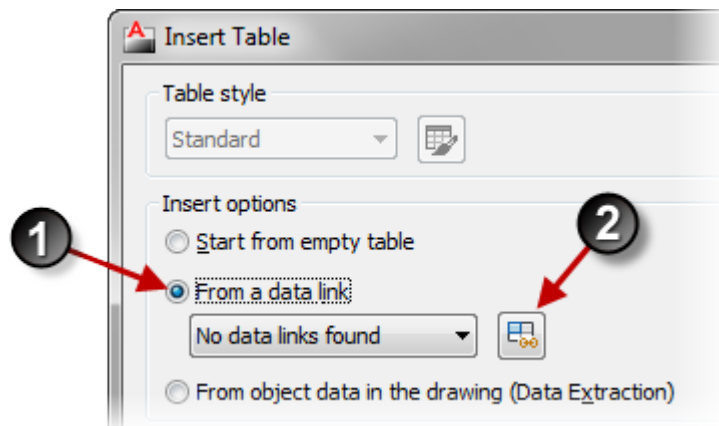 Insert Table
Table style
Standard
Insert options
1
Start from empty table
2
From a data link
No data links found
From object data in the drawing (Data Extraction)